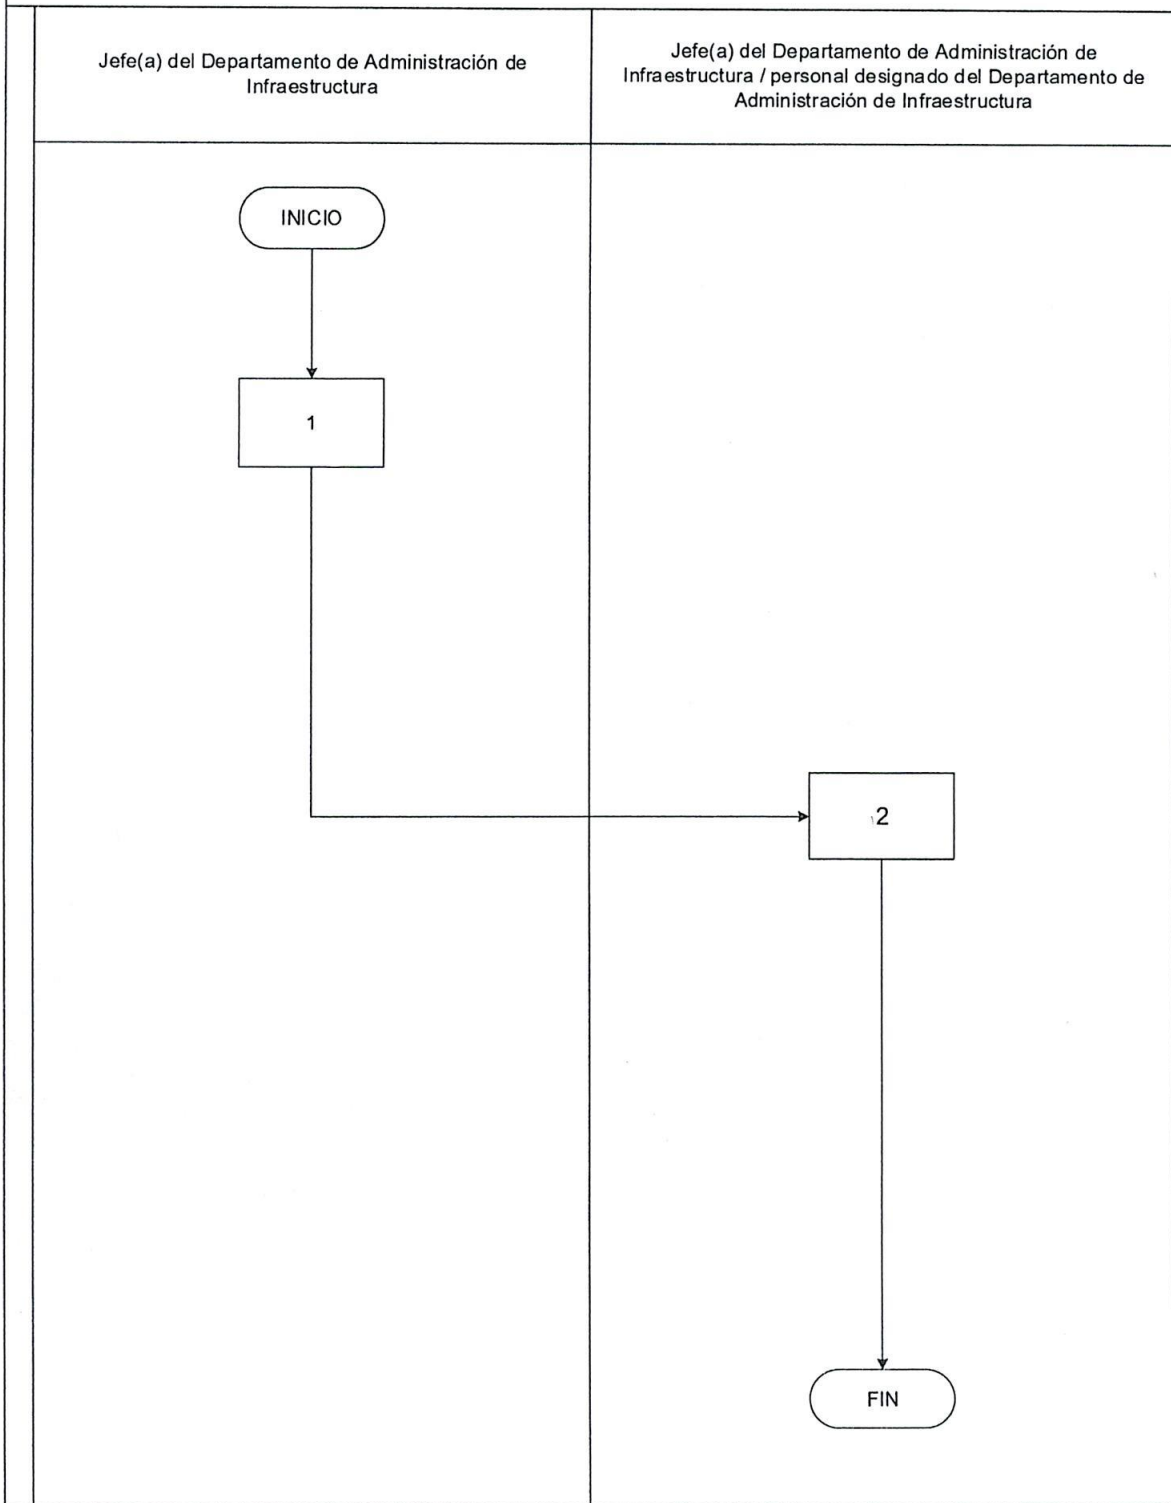 Jefe(a) del Departamento de Administración de
Infraestructura
Jefe(a) del Departamento de Administración de
Infraestructura / personal designado del Departamento de
Administración de Infraestructura
INICIO
1
2
FIN